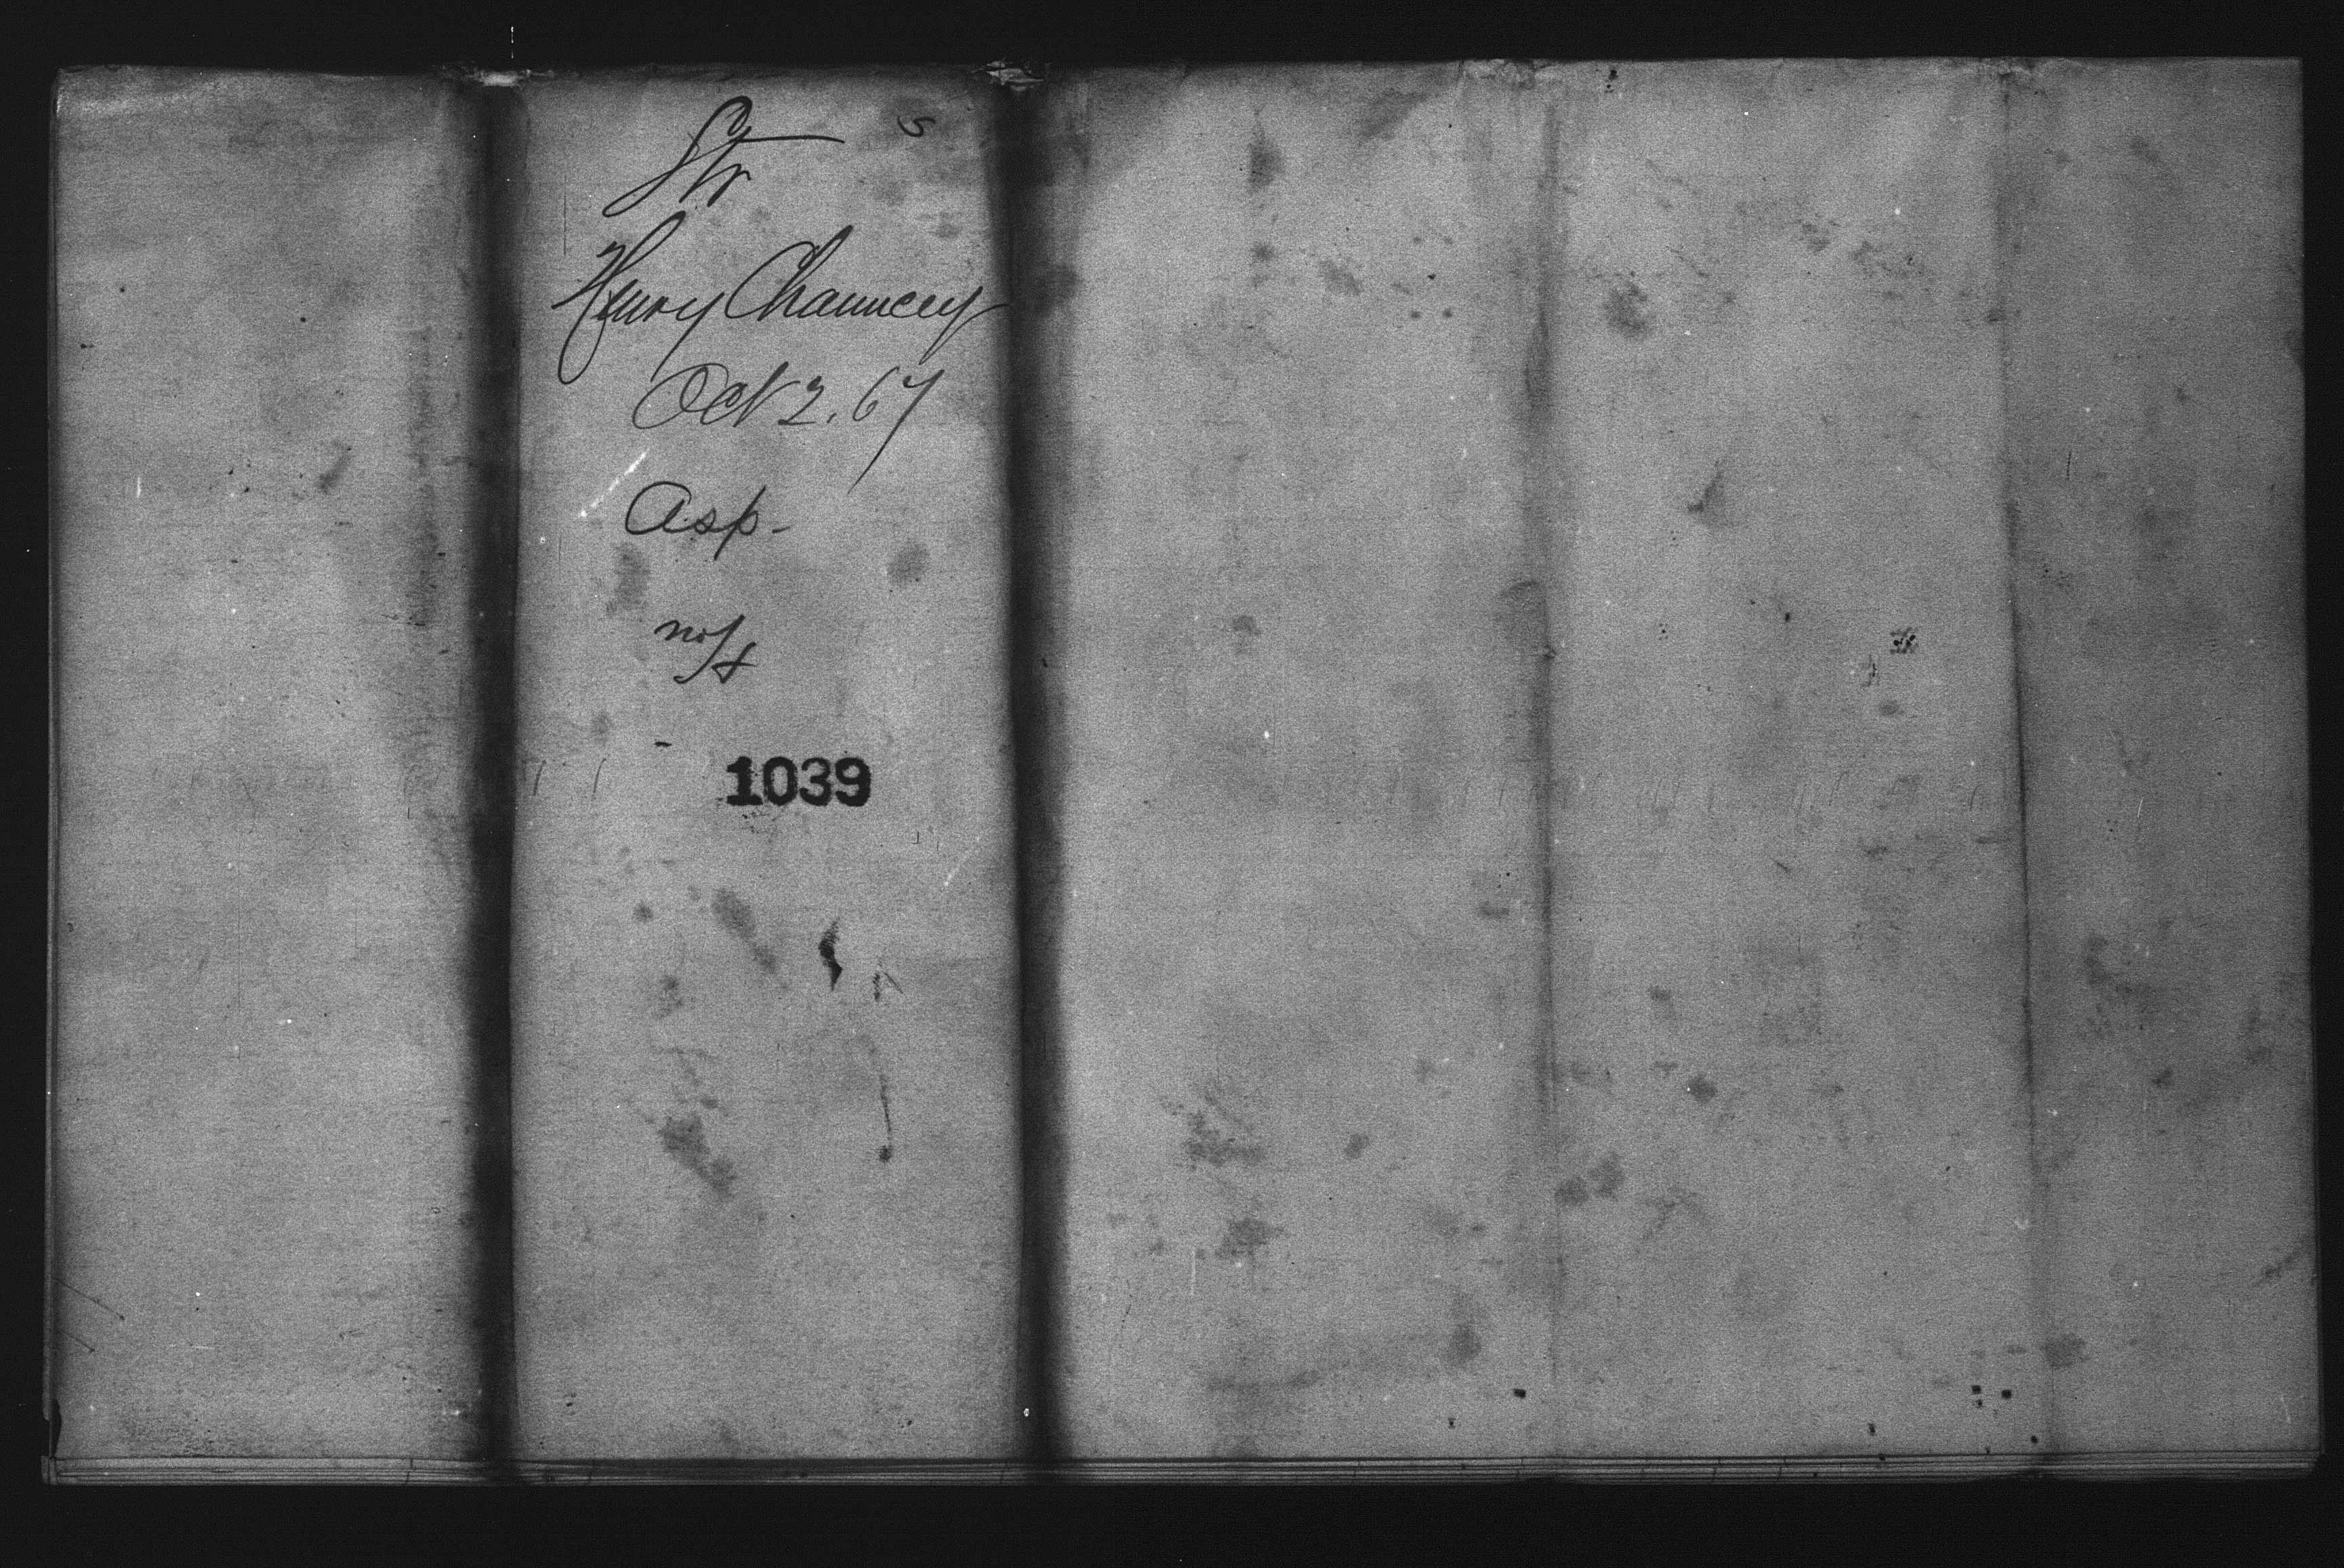 Str
Henry Chauncey
Oct 2. 67
Asp-
1039